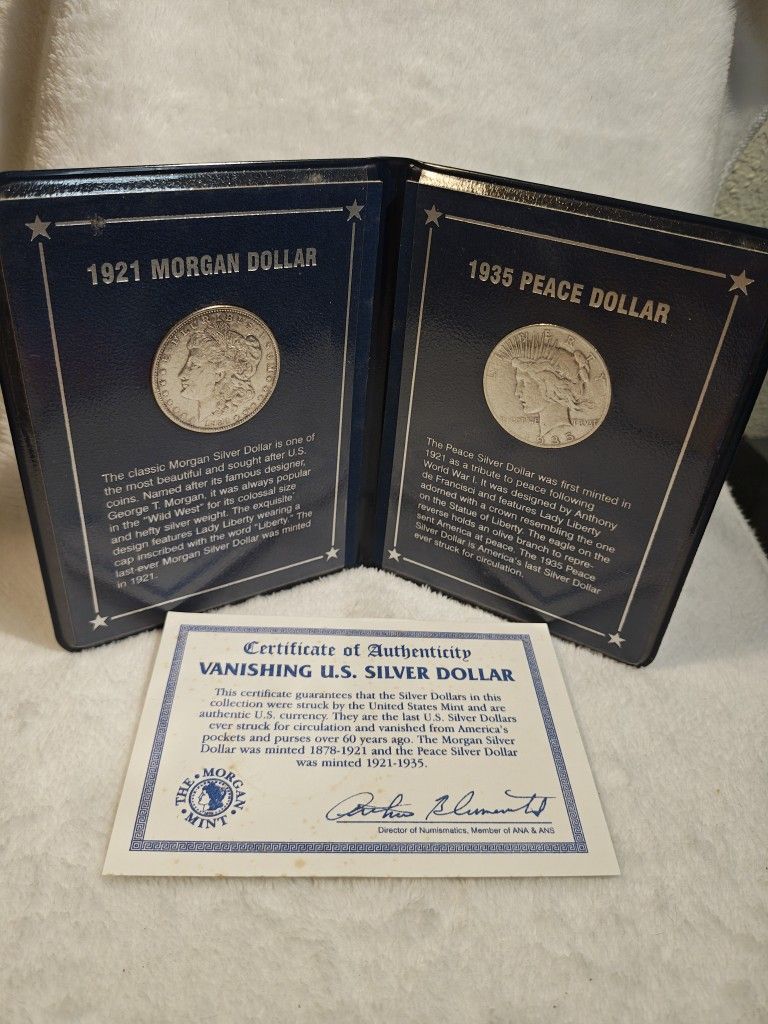 1921 MORGAN DOLLAR
PLURIBUS
1921
The classic Morgan Silver Dollar is one of
the most beautiful and sought after U.S.
coins. Named after its famous designer,
George T. Morgan, it was always popular
in the "Wild West" for its colossal size
and hefty silver weight. The exquisite
design features Lady Liberty wearing a
cap inscribed with the word "Liberty." The
last-ever Morgan Silver Dollar was minted
in 1921.
1935 PEACE DOLLAR
LIBERTY
TRVST
1935
The Peace Silver Dollar was first minted in
1921 as a tribute to peace following
World War I. It was designed by Anthony
de Francisci and features Lady Liberty
adorned with a crown resembling the one
on the Statue of Liberty. The eagle on the
reverse holds an olive branch to repre-
sent America at peace. The 1935 Peace
Silver Dollar is America's last Silver Dollar
ever struck for circulation.
Certificate of Authenticity
VANISHING U.S. SILVER DOLLAR
This certificate guarantees that the Silver Dollars in this
collection were struck by the United States Mint and are
authentic U.S. currency. They are the last U.S. Silver Dollars
ever struck for circulation and vanished from America's
pockets and purses over 60 years ago. The Morgan Silver
Dollar was minted 1878-1921 and the Peace Silver Dollar
was minted 1921-1935.
THE • MORGAN • MINT •
Director of Numismatics, Member of ANA & ANS